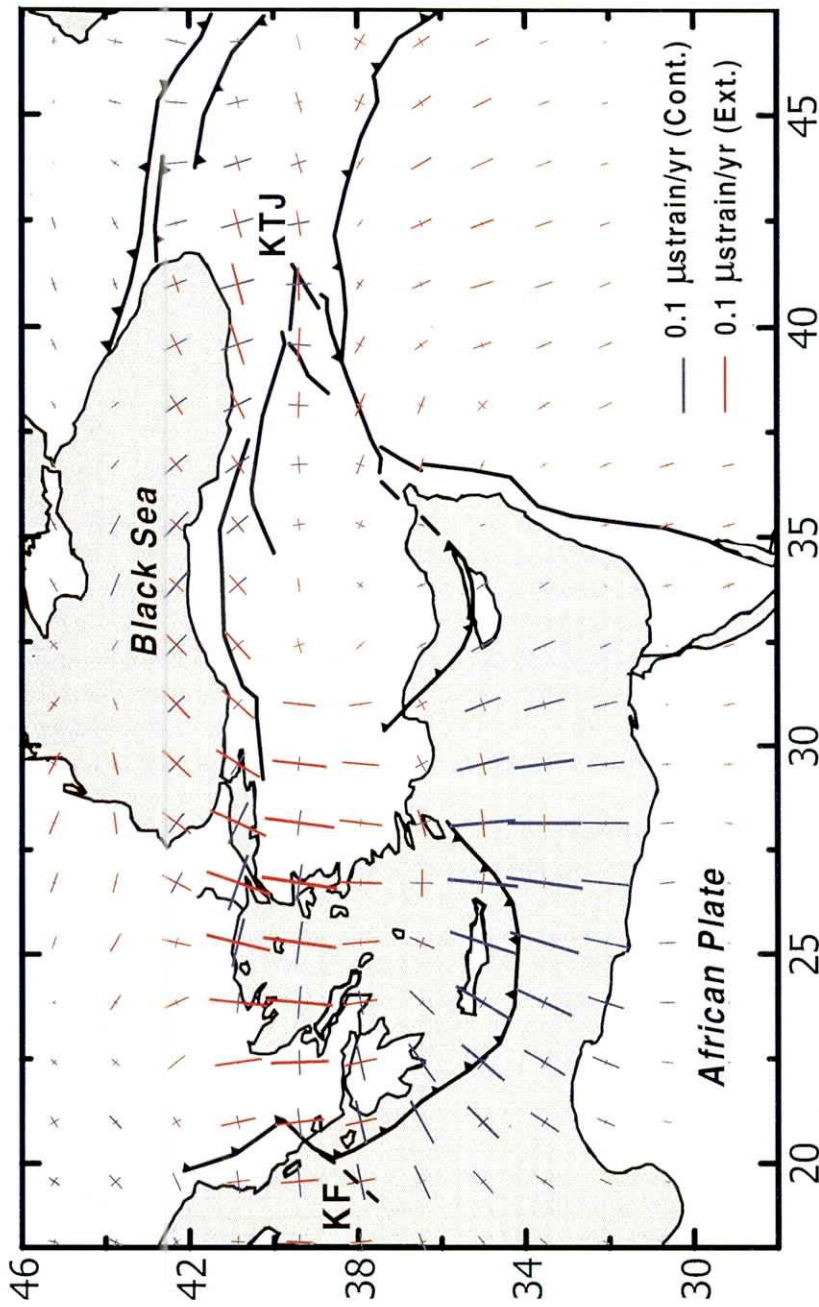 Black Sea
KTJ
KF
African Plate
0.1 µstrain/yr (Cont.)
0.1 µstrain/yr (Ext.)
46
42
38
34
20
25
30
35
40
45